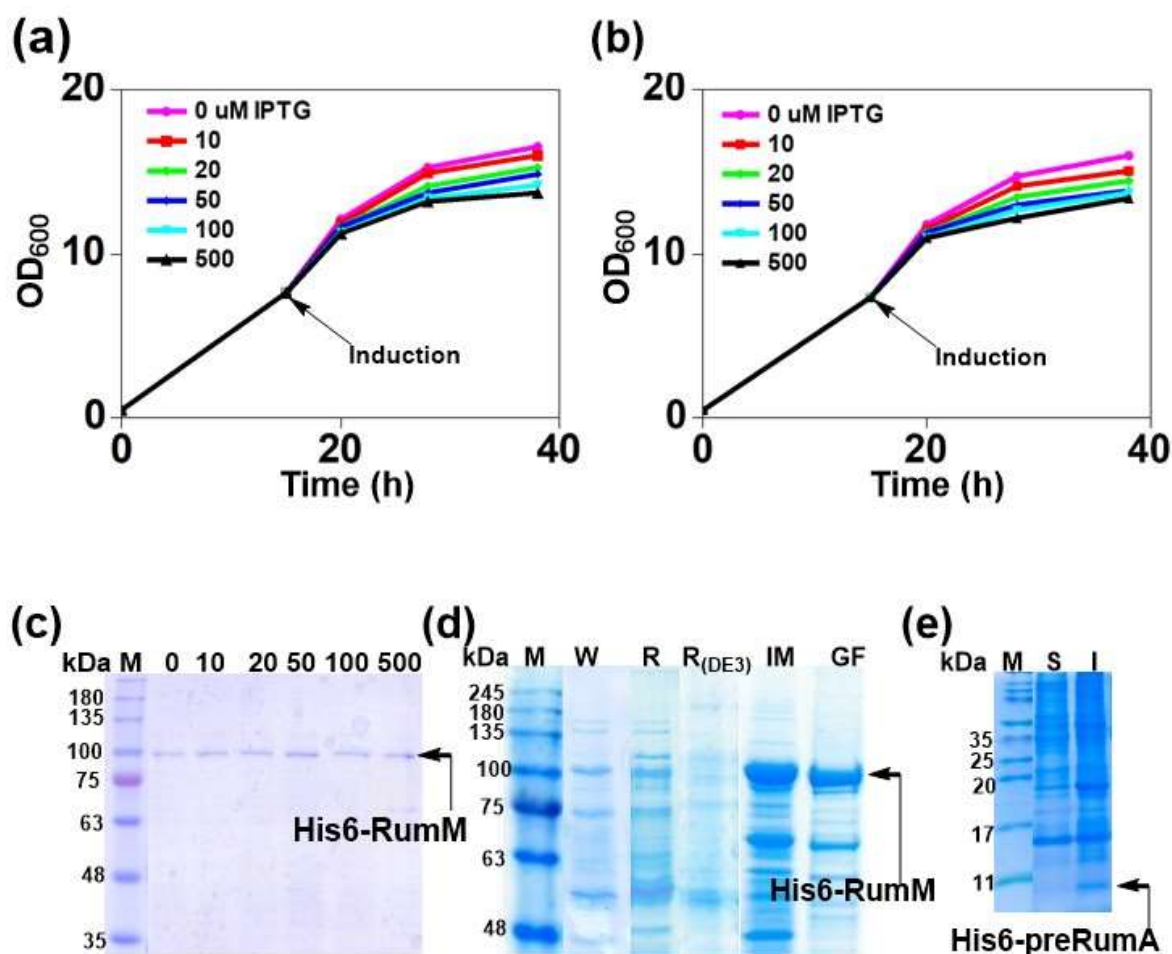 (a)
20
10
0
OD600
0 uM IPTG
10
20
50
100
500
Induction
0 20 40
Time (h)
(b)
20
10
0
OD600
0 uM IPTG
10
20
50
100
500
Induction
0 20 40
Time (h)
(c)
kDa M 0 10 20 50 100 500
180
135
100
75
63
48
35
His6-RumM
(d)
kDa M W R R(DE3) IM GF
245
180
135
100
75
63
48
His6-RumM
(e)
kDa M S I
35
25
20
17
11
His6-preRumA